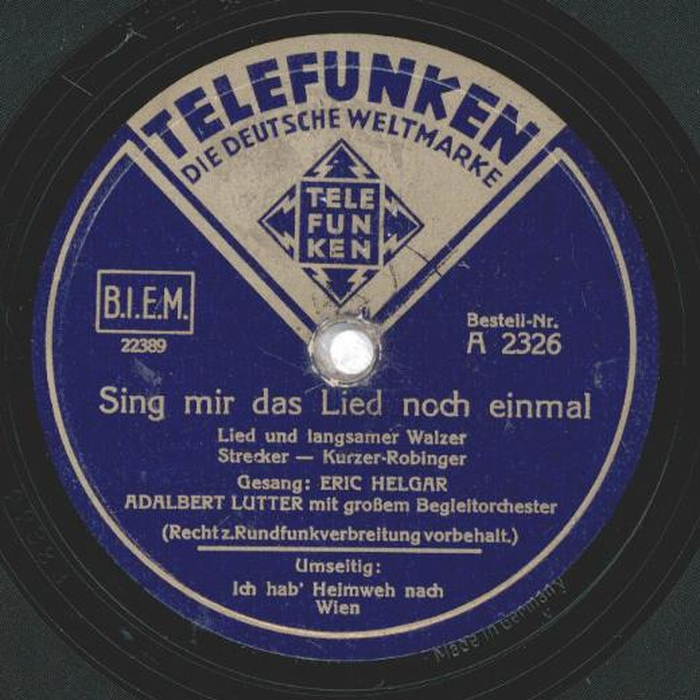 TELEFUNKEN
DIE DEUTSCHE WELTMARKE
TELE
FUN
KEN
B.I.E.M.
22389
Bestell-Nr.
A 2326
Sing mir das Lied noch einmal
Lied und langsamer Walzer
Strecker — Kurzer-Robinger
Gesang: ERIC HELGAR
ADALBERT LUTTER mit großem Begleitorchester
(Recht z. Rundfunkverbreitung vorbehalt.)
Umseitig:
Ich hab' Heimweh nach
Wien
Made in Germany